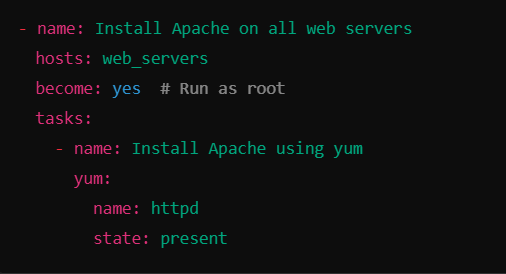 - name: Install Apache on all web servers
  hosts: web_servers
  become: yes  # Run as root
  tasks:
    - name: Install Apache using yum
      yum:
        name: httpd
        state: present